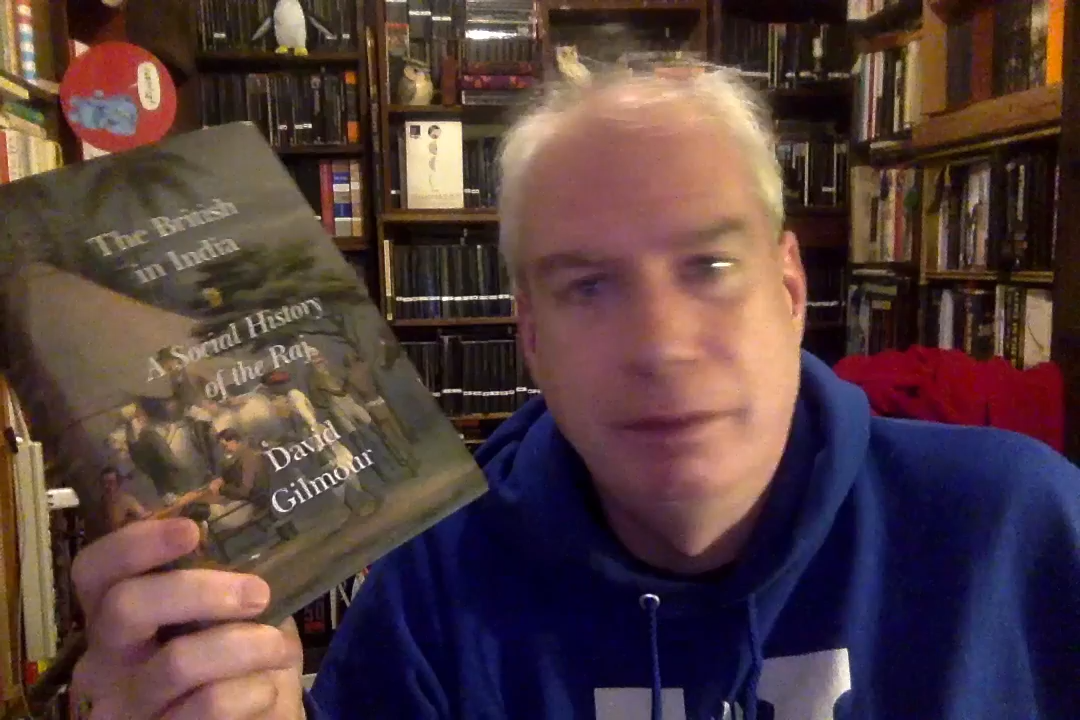 The British
in India
A Social History
of the Raj
David
Gilmour